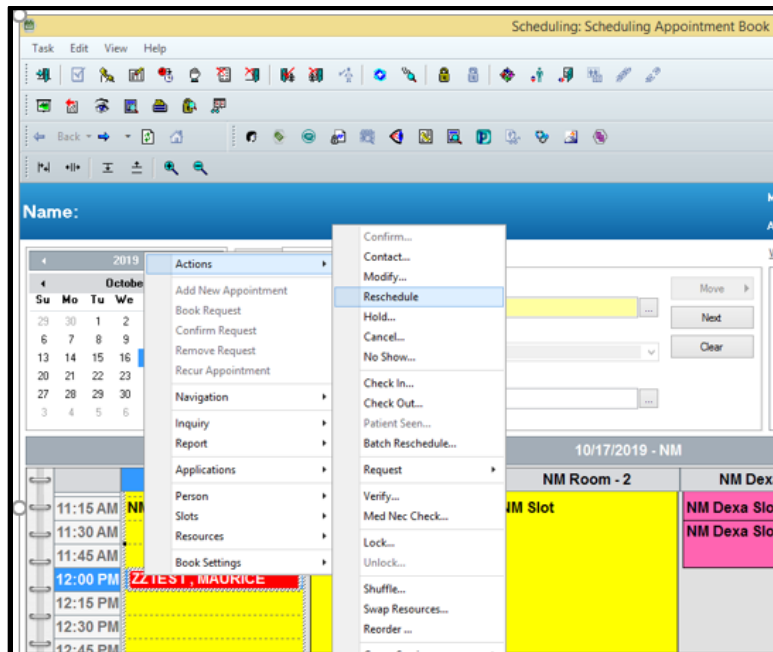 Scheduling: Scheduling Appointment Book
Task Edit View Help
Back
Name:
2019
Su Mo Tu We
29 30 1 2
6 7 8 9
13 14 15 16
20 21 22 23
27 28 29 30
3 4 5 6
Actions
Add New Appointment
Book Request
Confirm Request
Remove Request
Recur Appointment
Navigation
Inquiry
Report
Applications
Person
Slots
Resources
Book Settings
Confirm...
Contact...
Modify...
Reschedule
Hold...
Cancel...
No Show...
Check In...
Check Out...
Patient Seen...
Batch Reschedule...
Request
Verify...
Med Nec Check...
Lock...
Unlock...
Shuffle...
Swap Resources...
Reorder ...
...
Move
Next
Clear
...
10/17/2019 - NM
NM Room - 2
NM Slot
NM Dexa Slo
NM Dexa Slo
11:15 AM
11:30 AM
11:45 AM
12:00 PM ZZTEST , MAURICE
12:15 PM
12:30 PM
12:45 PM